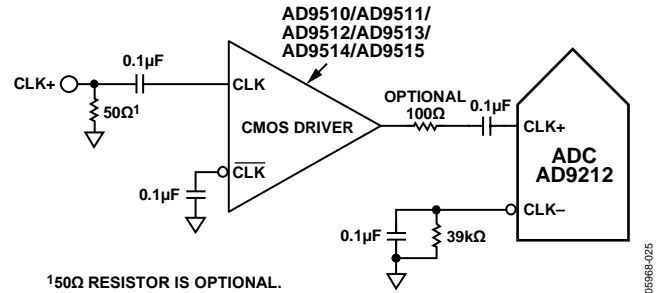 AD9510/AD9511/
AD9512/AD9513/
AD9514/AD9515
0.1µF
CLK+
50Ω1
CLK
CMOS DRIVER
CLK
0.1µF
OPTIONAL
100Ω
0.1µF
CLK+
ADC
AD9212
CLK–
0.1µF
39kΩ
150Ω RESISTOR IS OPTIONAL.
05968-025